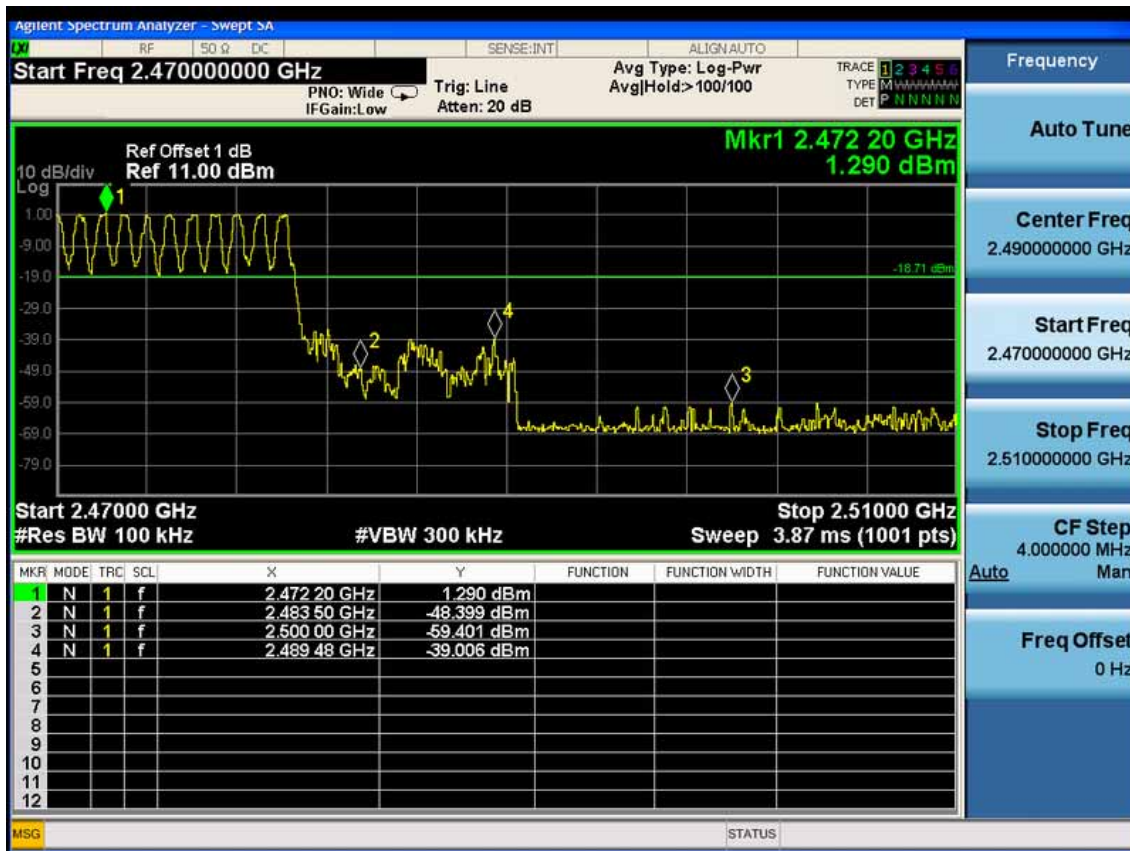 Agilent Spectrum Analyzer - Swept SA
LXI RF 50 Ω DC SENSE:INT ALIGN AUTO
Start Freq 2.470000000 GHz
PNO: Wide
IFGain:Low
Trig: Line
Atten: 20 dB
Avg Type: Log-Pwr
Avg|Hold:>100/100
TRACE 1 2 3 4 5 6
TYPE M
DET P N N N N N
Mkr1 2.472 20 GHz
1.290 dBm
Ref Offset 1 dB
10 dB/div Ref 11.00 dBm
Log
1
1.00
-9.00
-19.0
-18.71 dBm
-29.0
4
-39.0
2
-49.0
3
-59.0
-69.0
-79.0
Start 2.47000 GHz Stop 2.51000 GHz
#Res BW 100 kHz #VBW 300 kHz Sweep 3.87 ms (1001 pts)
MKR MODE TRC SCL X Y FUNCTION FUNCTION WIDTH FUNCTION VALUE
1 N 1 f 2.472 20 GHz 1.290 dBm
2 N 1 f 2.483 50 GHz -48.399 dBm
3 N 1 f 2.500 00 GHz -59.401 dBm
4 N 1 f 2.489 48 GHz -39.006 dBm
5
6
7
8
9
10
11
12
MSG STATUS
Frequency
Auto Tune
Center Freq
2.490000000 GHz
Start Freq
2.470000000 GHz
Stop Freq
2.510000000 GHz
CF Step
4.000000 MHz
Auto Man
Freq Offset
0 Hz